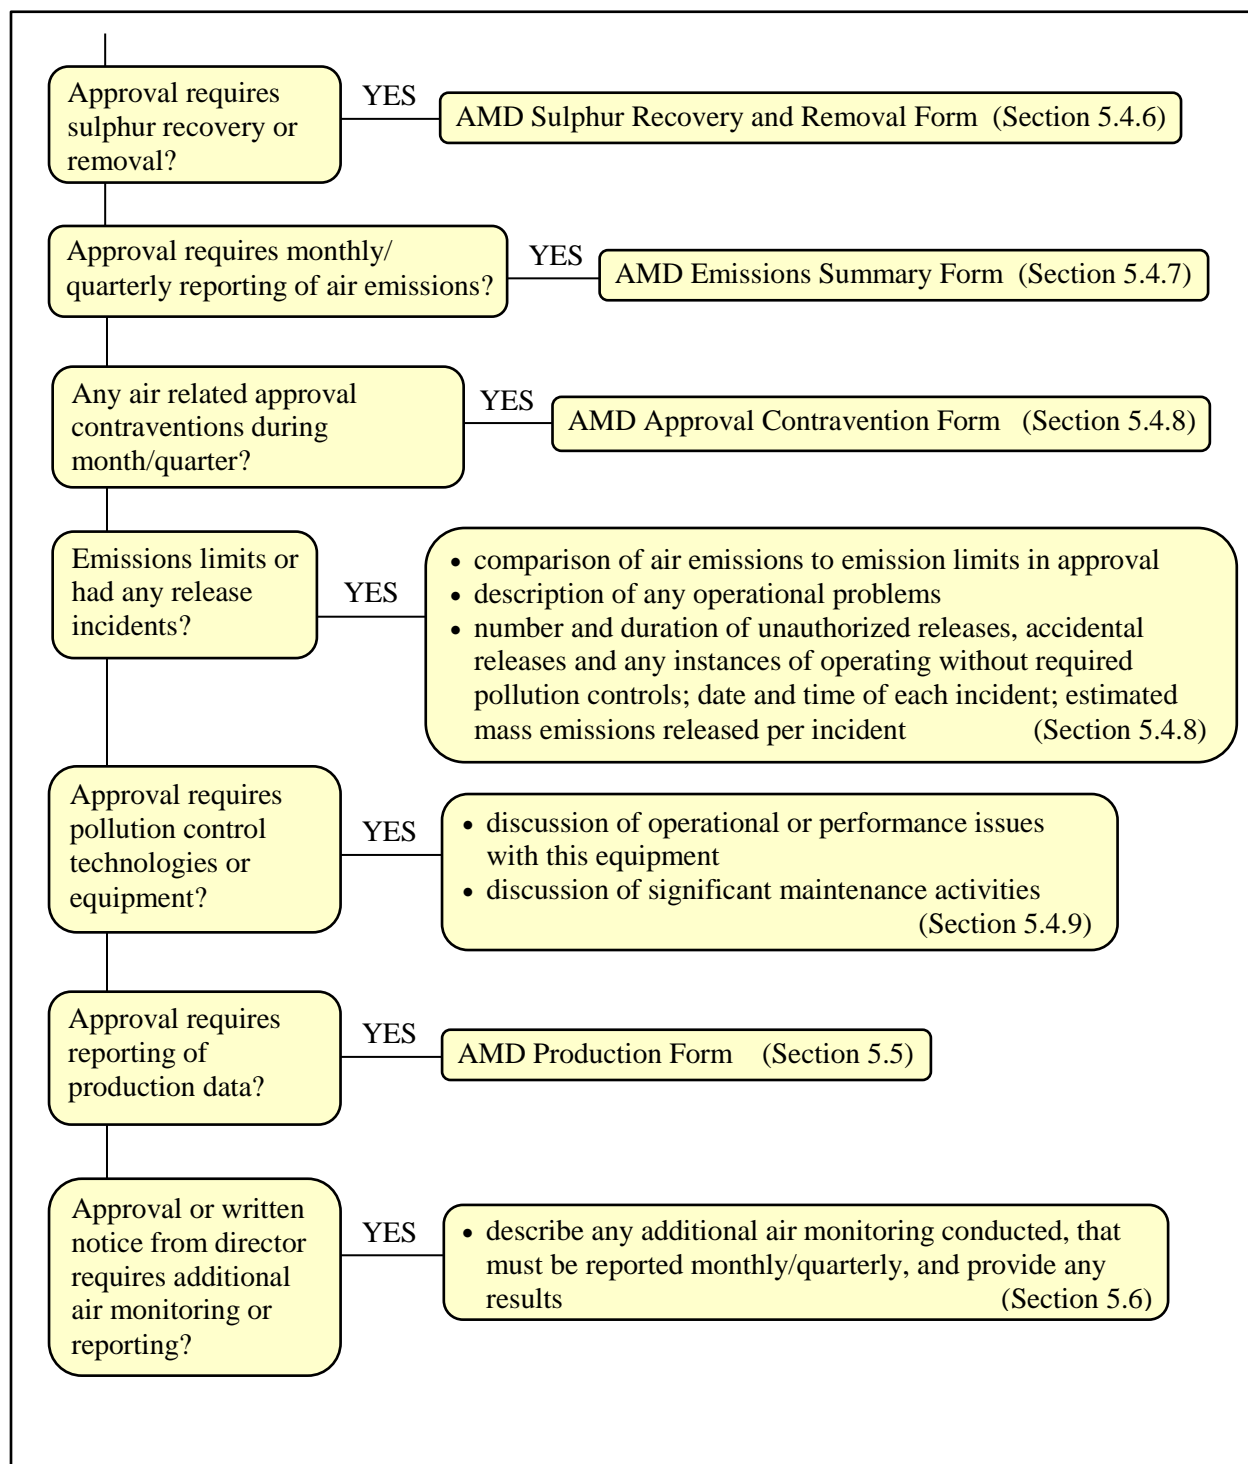 Approval requires
sulphur recovery or
removal?
YES
AMD Sulphur Recovery and Removal Form (Section 5.4.6)
Approval requires monthly/
quarterly reporting of air emissions?
YES
AMD Emissions Summary Form (Section 5.4.7)
Any air related approval
contraventions during
month/quarter?
YES
AMD Approval Contravention Form (Section 5.4.8)
Emissions limits or
had any release
incidents?
YES
• comparison of air emissions to emission limits in approval
• description of any operational problems
• number and duration of unauthorized releases, accidental
releases and any instances of operating without required
pollution controls; date and time of each incident; estimated
mass emissions released per incident (Section 5.4.8)
Approval requires
pollution control
technologies or
equipment?
YES
• discussion of operational or performance issues
with this equipment
• discussion of significant maintenance activities
(Section 5.4.9)
Approval requires
reporting of
production data?
YES
AMD Production Form (Section 5.5)
Approval or written
notice from director
requires additional
air monitoring or
reporting?
YES
• describe any additional air monitoring conducted, that
must be reported monthly/quarterly, and provide any
results (Section 5.6)